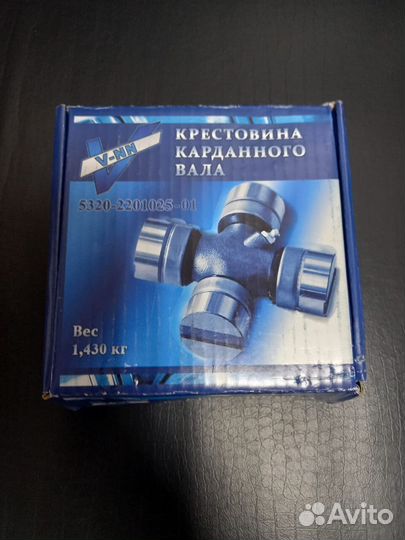 V-NN
КРЕСТОВИНА
КАРДАННОГО
ВАЛА
5320-2201025-01
Вес
1,430 кг
Avito